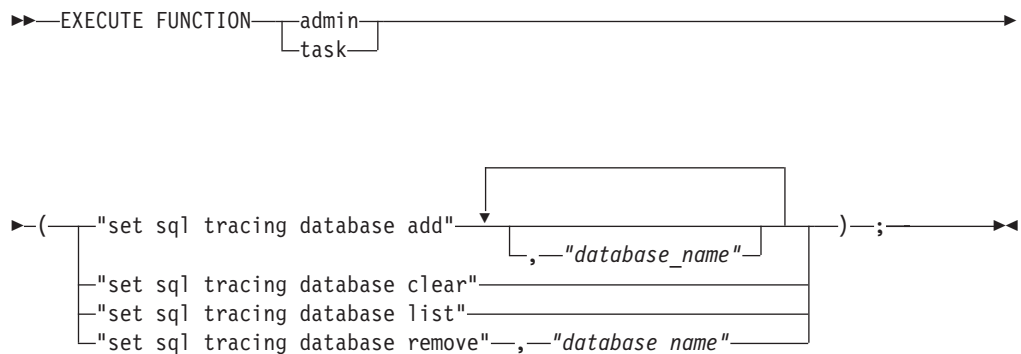 EXECUTE FUNCTION admin
task
( "set sql tracing database add" ) ;
, "database_name"
"set sql tracing database clear"
"set sql tracing database list"
"set sql tracing database remove" , "database name"